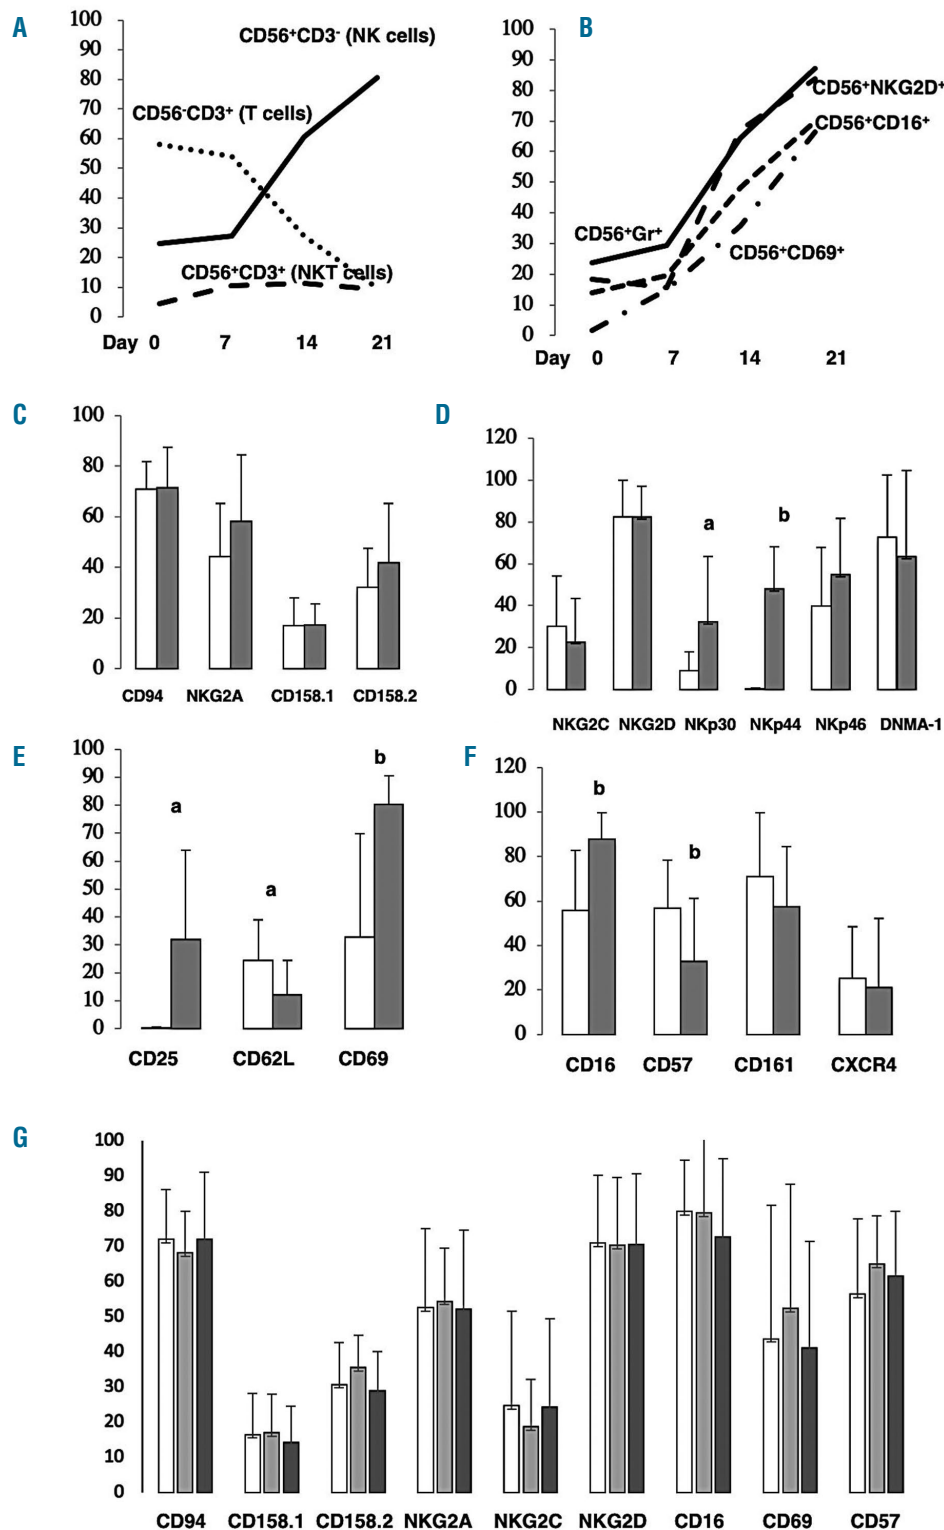 A
100
90
80
70
60
50
40
30
20
10
0
CD56+CD3- (NK cells)
CD56-CD3+ (T cells)
CD56+CD3+ (NKT cells)
Day 0 7 14 21
B
100
90
80
70
60
50
40
30
20
10
0
CD56+NKG2D+
CD56+CD16+
CD56+Gr+
CD56+CD69+
Day 0 7 14 21
C
100
80
60
40
20
0
CD94 NKG2A CD158.1 CD158.2
D
120
100
80
60
40
20
0
a
b
NKG2C NKG2D NKp30 NKp44 NKp46 DNMA-1
E
100
90
80
70
60
50
40
30
20
10
0
a
a
b
CD25 CD62L CD69
F
120
100
80
60
40
20
0
b
b
CD16 CD57 CD161 CXCR4
G
100
90
80
70
60
50
40
30
20
10
0
CD94 CD158.1 CD158.2 NKG2A NKG2C NKG2D CD16 CD69 CD57